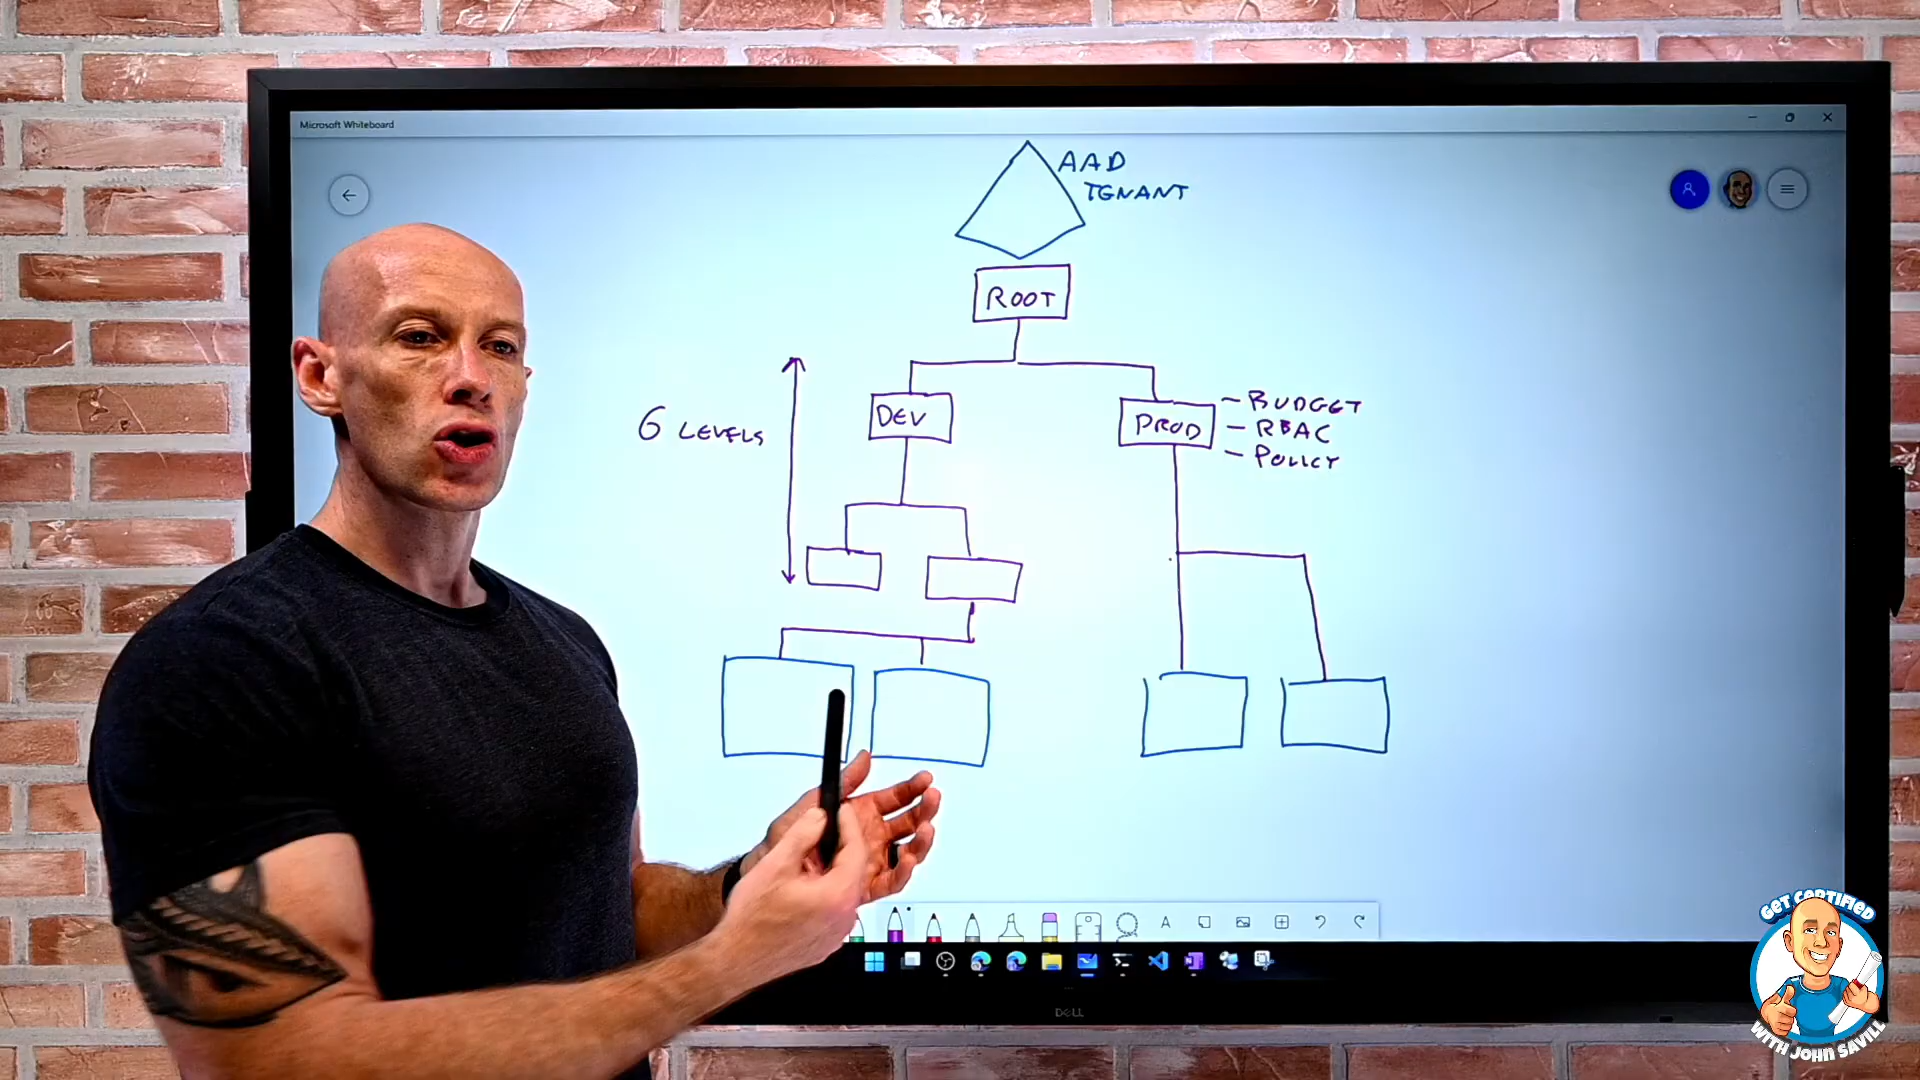 Microsoft Whiteboard
AAD
TENANT
ROOT
6 LEVELS
DEV
PROD
- BUDGET
- RBAC
- POLICY
DELL
GET CERTIFIED
WITH JOHN SAVILL